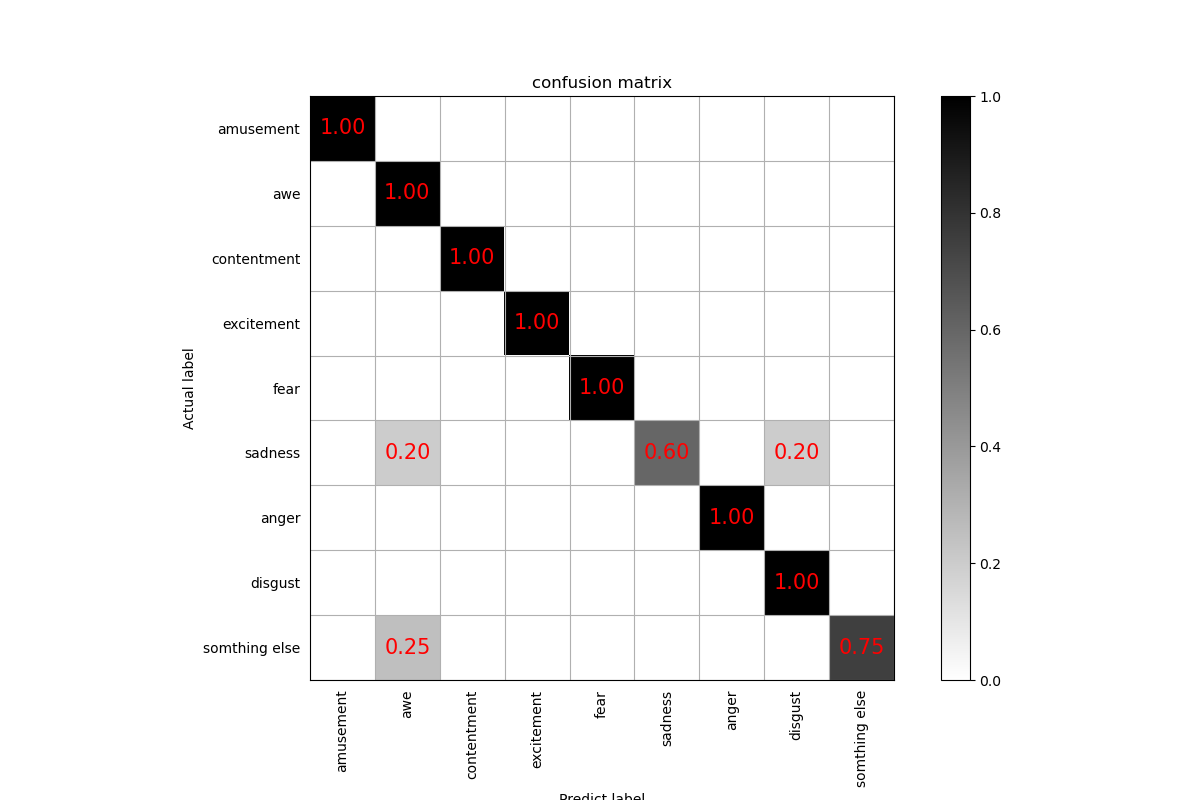 confusion matrix
amusement
awe
contentment
excitement
fear
sadness
anger
disgust
somthing else
Actual label
1.00
1.00
1.00
1.00
1.00
0.20 0.60 0.20
1.00
1.00
0.25 0.75
amusement
awe
contentment
excitement
fear
sadness
anger
disgust
somthing else
Predict label
1.0
0.8
0.6
0.4
0.2
0.0